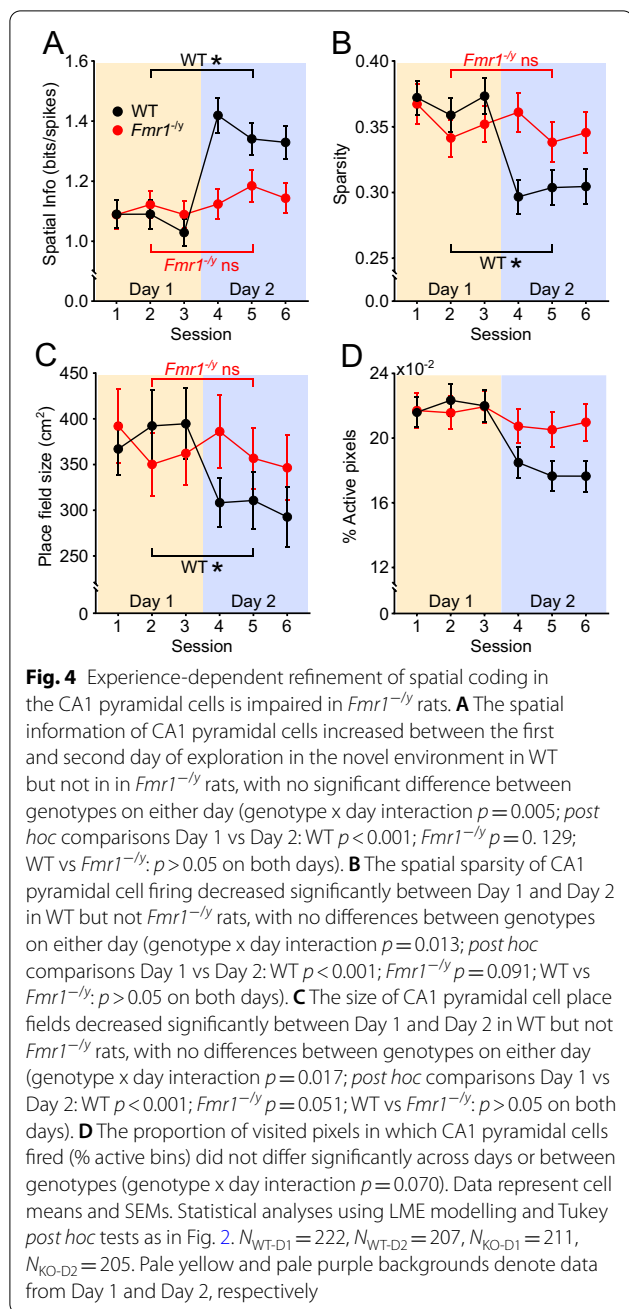 A
WT *
Spatial Info (bits/spikes)
1.6
1.4
1.2
1.0
0.0
WT
Fmr1-/y
Fmr1-/y ns
Day 1 Day 2
1 2 3 4 5 6
Session
B
Fmr1-/y ns
Sparsity
0.40
0.35
0.30
0.25
0.0
WT *
Day 1 Day 2
1 2 3 4 5 6
Session
C
Fmr1-/y ns
Place field size (cm2)
450
400
350
300
250
0
WT *
Day 1 Day 2
1 2 3 4 5 6
Session
D
x10-2
% Active pixels
24
20
16
12
0
Day 1 Day 2
1 2 3 4 5 6
Session
Fig. 4 Experience-dependent refinement of spatial coding in
the CA1 pyramidal cells is impaired in Fmr1−/y rats. A The spatial
information of CA1 pyramidal cells increased between the first
and second day of exploration in the novel environment in WT
but not in in Fmr1−/y rats, with no significant difference between
genotypes on either day (genotype x day interaction p = 0.005; post
hoc comparisons Day 1 vs Day 2: WT p < 0.001; Fmr1−/y p = 0. 129;
WT vs Fmr1−/y: p > 0.05 on both days). B The spatial sparsity of CA1
pyramidal cell firing decreased significantly between Day 1 and Day 2
in WT but not Fmr1−/y rats, with no differences between genotypes
on either day (genotype x day interaction p = 0.013; post hoc
comparisons Day 1 vs Day 2: WT p < 0.001; Fmr1−/y p = 0.091; WT vs
Fmr1−/y: p > 0.05 on both days). C The size of CA1 pyramidal cell place
fields decreased significantly between Day 1 and Day 2 in WT but not
Fmr1−/y rats, with no differences between genotypes on either day
(genotype x day interaction p = 0.017; post hoc comparisons Day 1 vs
Day 2: WT p < 0.001; Fmr1−/y p = 0.051; WT vs Fmr1−/y: p > 0.05 on both
days). D The proportion of visited pixels in which CA1 pyramidal cells
fired (% active bins) did not differ significantly across days or between
genotypes (genotype x day interaction p = 0.070). Data represent cell
means and SEMs. Statistical analyses using LME modelling and Tukey
post hoc tests as in Fig. 2. NWT-D1 = 222, NWT-D2 = 207, NKO-D1 = 211,
NKO-D2 = 205. Pale yellow and pale purple backgrounds denote data
from Day 1 and Day 2, respectively